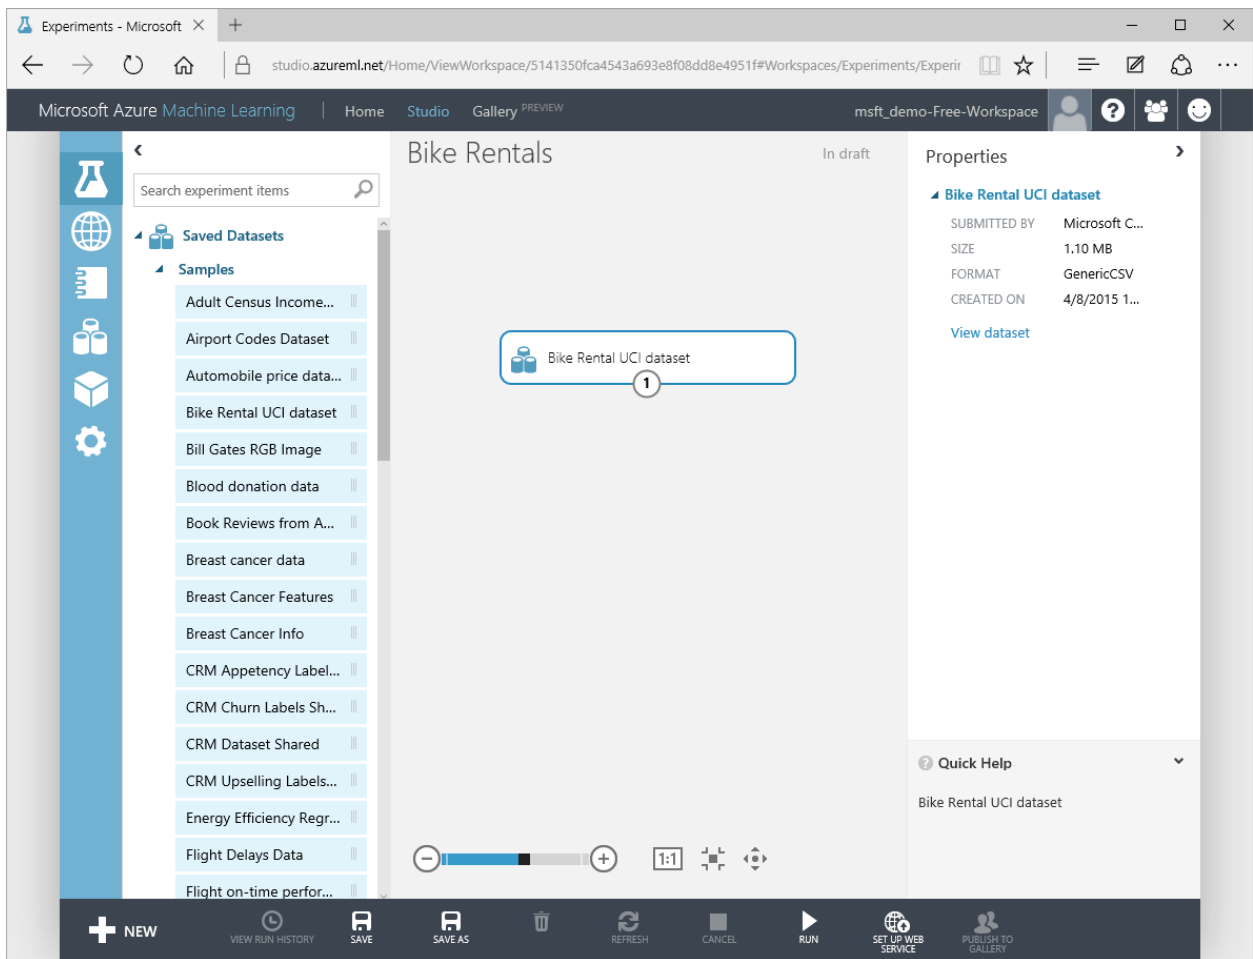 Experiments - Microsoft
studio.azureml.net/Home/ViewWorkspace/5141350fca4543a693e8f08dd8e4951f#Workspaces/Experiments/Experir
Microsoft Azure Machine Learning | Home Studio Gallery PREVIEW msft_demo-Free-Workspace
Bike Rentals
In draft
Search experiment items
Saved Datasets
Samples
Adult Census Income...
Airport Codes Dataset
Automobile price data...
Bike Rental UCI dataset
Bill Gates RGB Image
Blood donation data
Book Reviews from A...
Breast cancer data
Breast Cancer Features
Breast Cancer Info
CRM Appetency Label...
CRM Churn Labels Sh...
CRM Dataset Shared
CRM Upselling Labels...
Energy Efficiency Regr...
Flight Delays Data
Flight on-time perfor...
Bike Rental UCI dataset
1
1:1
Properties
Bike Rental UCI dataset
SUBMITTED BY Microsoft C...
SIZE 1.10 MB
FORMAT GenericCSV
CREATED ON 4/8/2015 1...
View dataset
Quick Help
Bike Rental UCI dataset
NEW
VIEW RUN HISTORY
SAVE
SAVE AS
REFRESH
CANCEL
RUN
SET UP WEB
SERVICE
PUBLISH TO
GALLERY